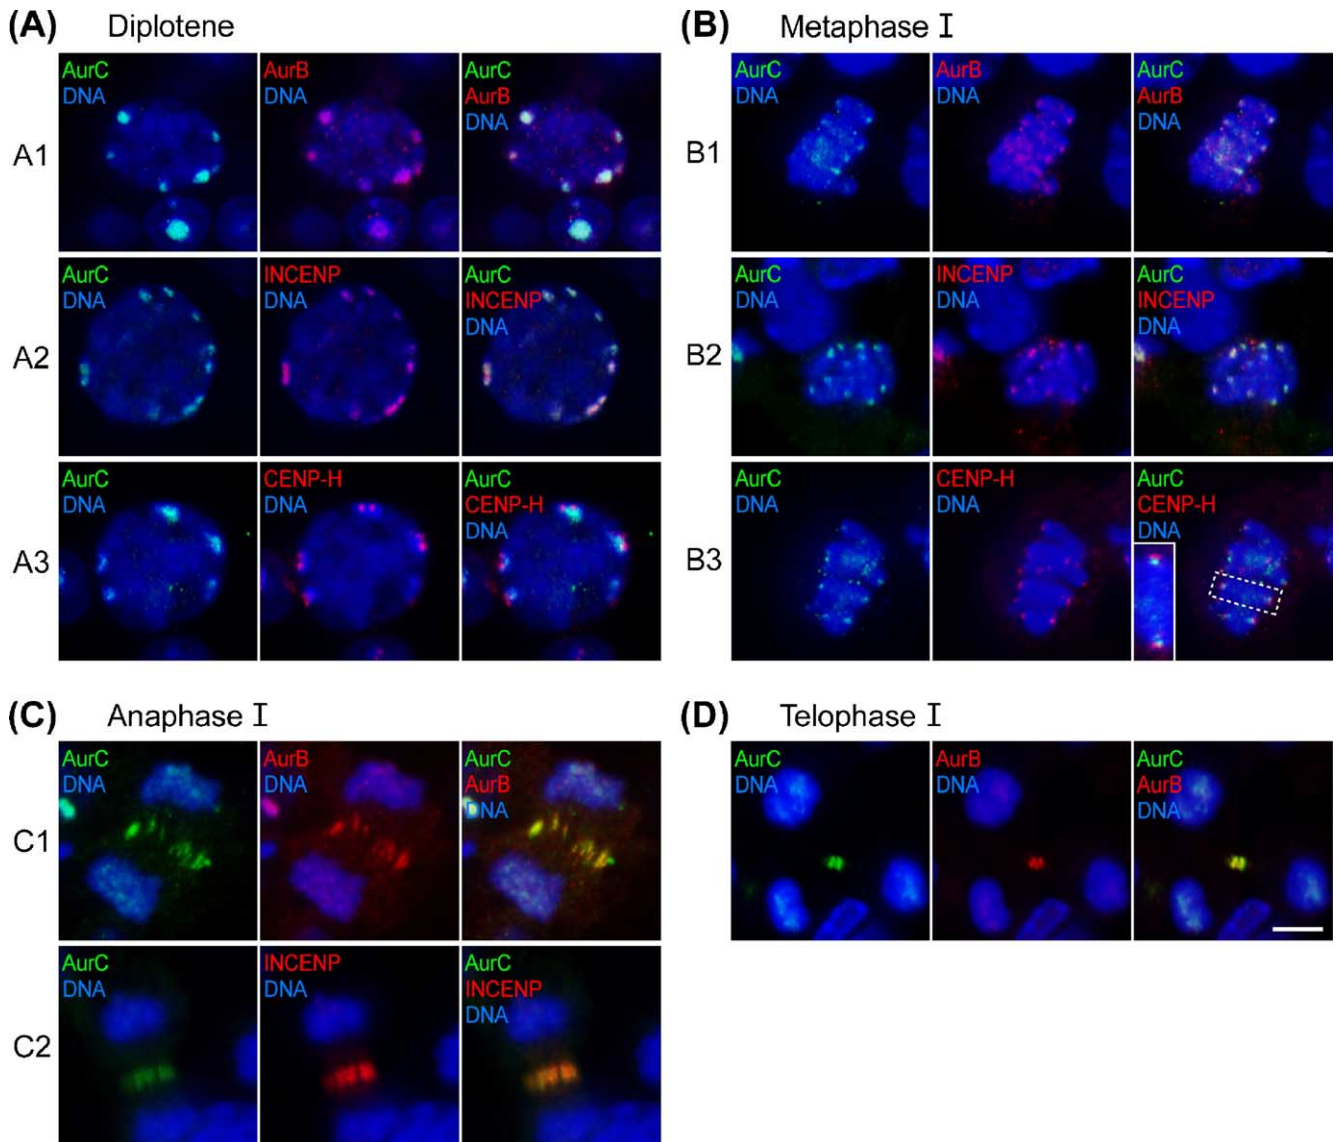 (A) Diplotene
A1
AurC
DNA
AurB
DNA
AurC
AurB
DNA
A2
AurC
DNA
INCENP
DNA
AurC
INCENP
DNA
A3
AurC
DNA
CENP-H
DNA
AurC
CENP-H
DNA
(B) Metaphase I
B1
AurC
DNA
AurB
DNA
AurC
AurB
DNA
B2
AurC
DNA
INCENP
DNA
AurC
INCENP
DNA
B3
AurC
DNA
CENP-H
DNA
AurC
CENP-H
DNA
(C) Anaphase I
C1
AurC
DNA
AurB
DNA
AurC
AurB
DNA
C2
AurC
DNA
INCENP
DNA
AurC
INCENP
DNA
(D) Telophase I
AurC
DNA
AurB
DNA
AurC
AurB
DNA